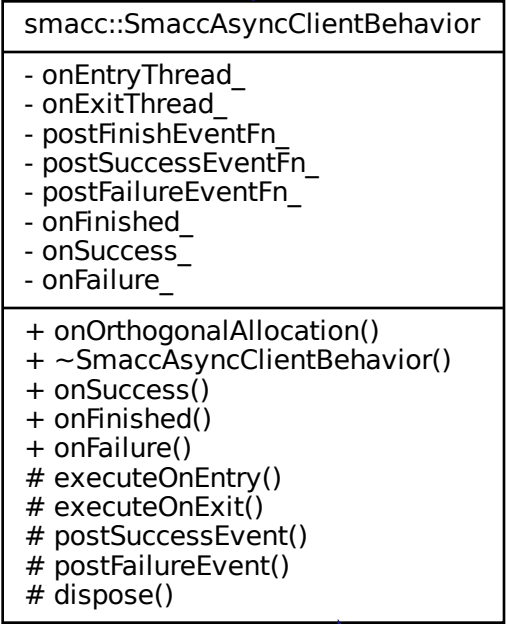 smacc::SmaccAsyncClientBehavior
- onEntryThread_
- onExitThread_
- postFinishEventFn_
- postSuccessEventFn_
- postFailureEventFn_
- onFinished_
- onSuccess_
- onFailure_
+ onOrthogonalAllocation()
+ ~SmaccAsyncClientBehavior()
+ onSuccess()
+ onFinished()
+ onFailure()
# executeOnEntry()
# executeOnExit()
# postSuccessEvent()
# postFailureEvent()
# dispose()